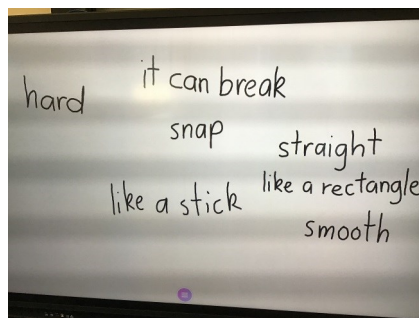 hard
it can break
snap
straight
like a rectangle
like a stick
smooth